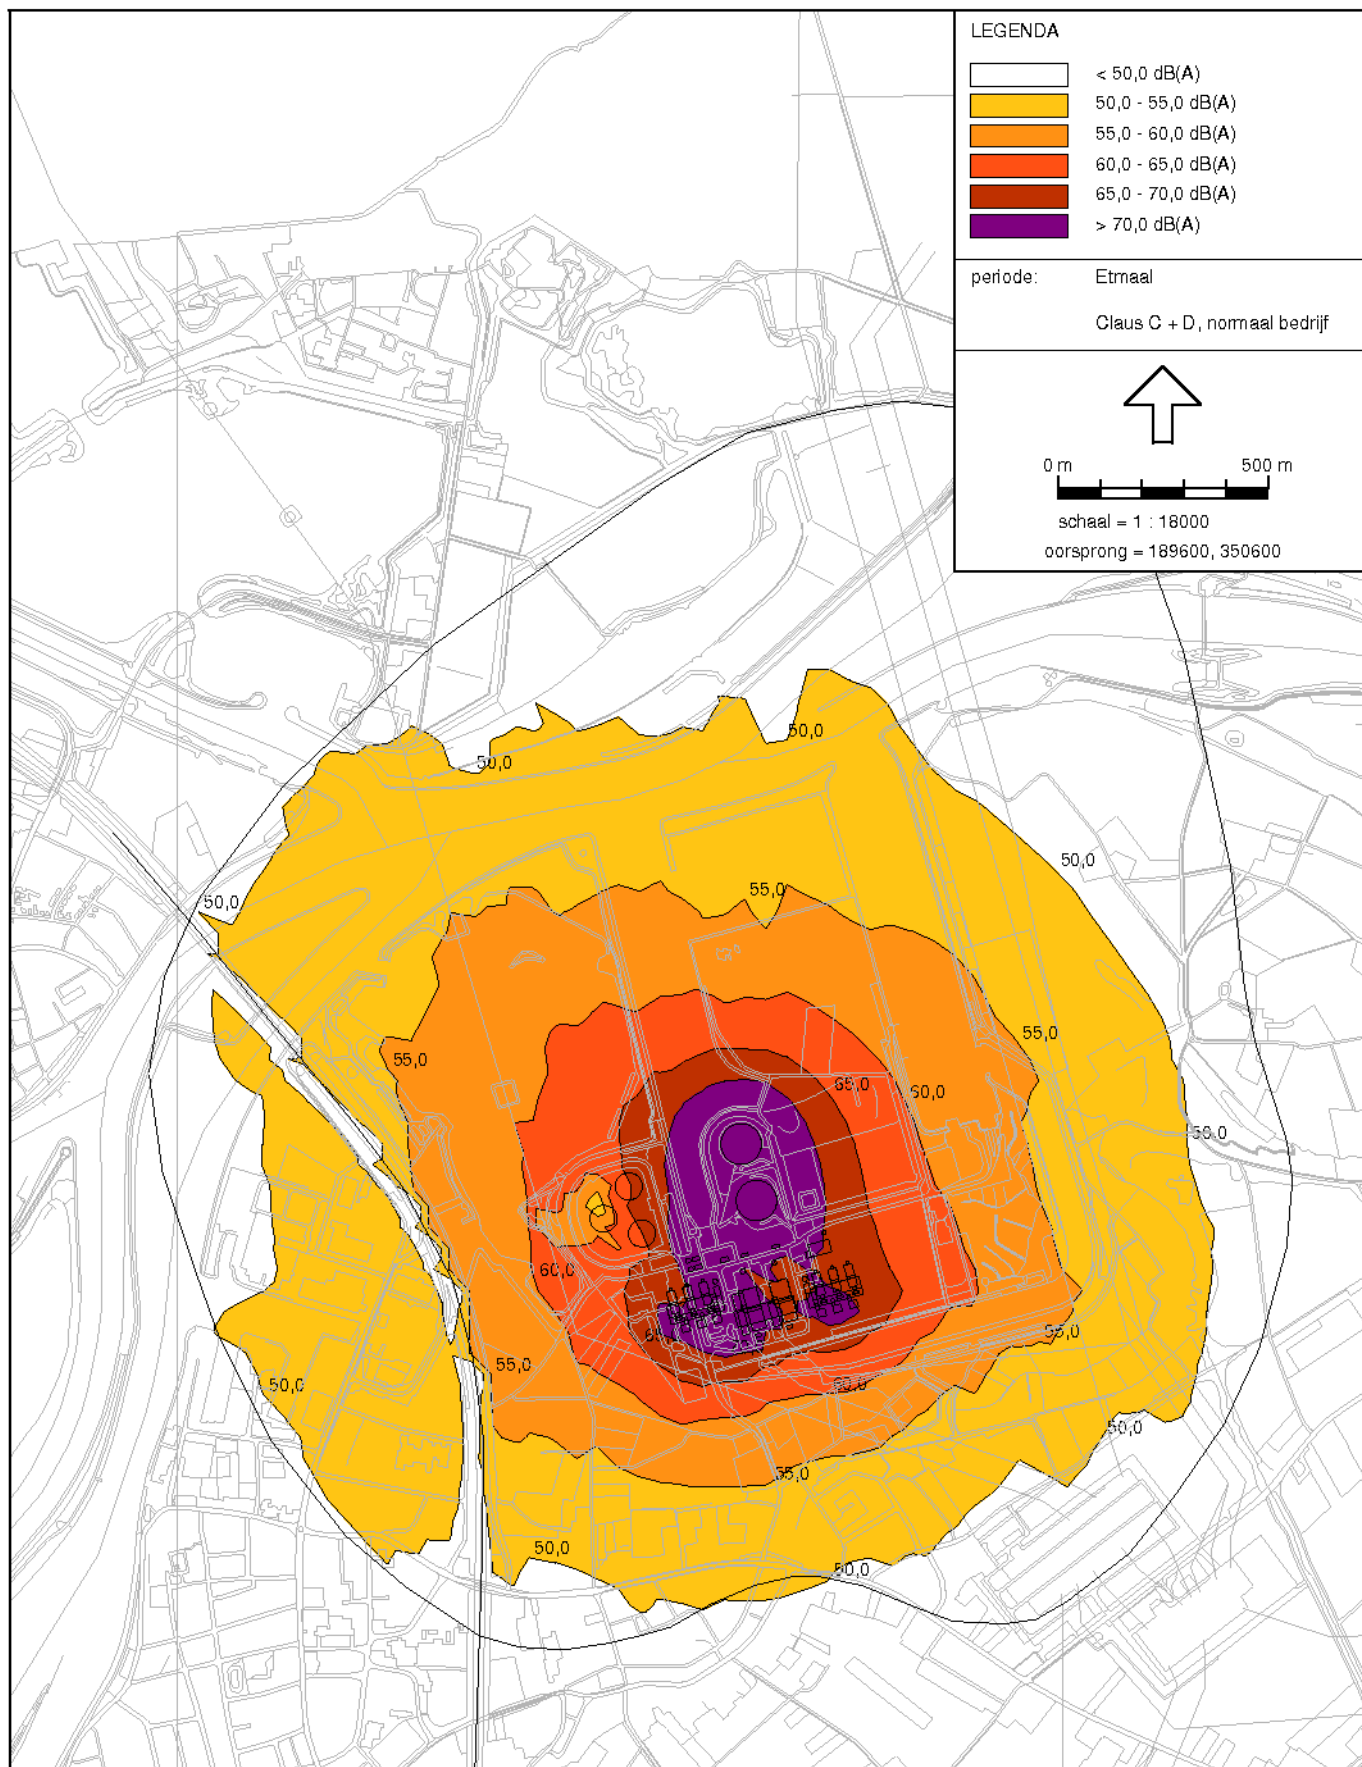 LEGENDA
< 50,0 dB(A)
50,0 - 55,0 dB(A)
55,0 - 60,0 dB(A)
60,0 - 65,0 dB(A)
65,0 - 70,0 dB(A)
> 70,0 dB(A)
periode: Etmaal
Claus C + D, normaal bedrijf
0 m 500 m
schaal = 1 : 18000
oorsprong = 189600, 350600
50,0
50,0
50,0
55,0
50,0
55,0
55,0
65,0
60,0
50,0
60,0
55,0
65,0
55,0
50,0
60,0
50,0
55,0
50,0
50,0